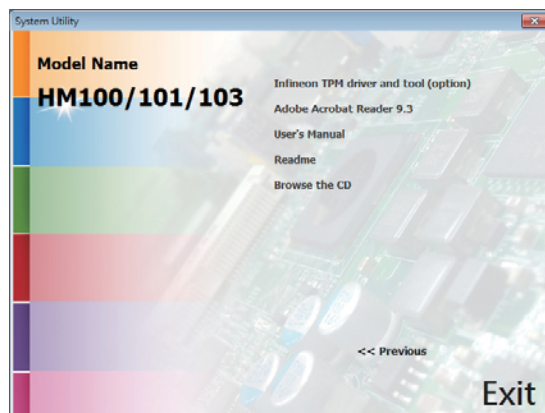 System Utility
Model Name
HM100/101/103
Infineon TPM driver and tool (option)
Adobe Acrobat Reader 9.3
User's Manual
Readme
Browse the CD
<< Previous
Exit